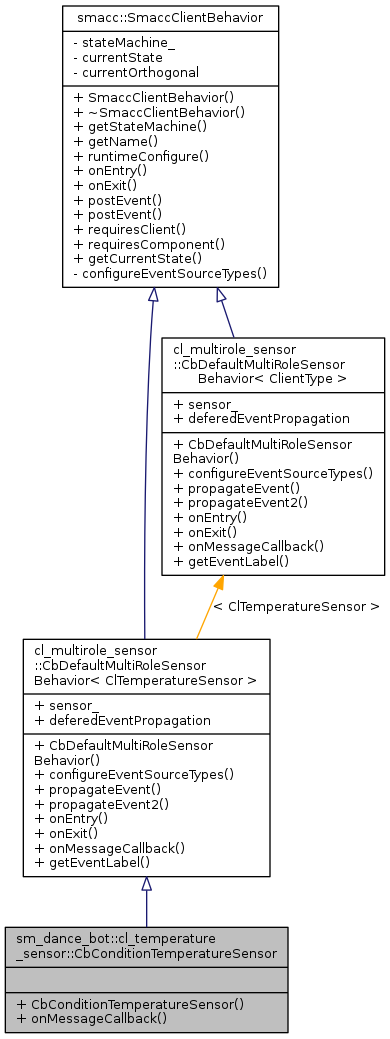 smacc::SmaccClientBehavior
- stateMachine_
- currentState
- currentOrthogonal
+ SmaccClientBehavior()
+ ~SmaccClientBehavior()
+ getStateMachine()
+ getName()
+ runtimeConfigure()
+ onEntry()
+ onExit()
+ postEvent()
+ postEvent()
+ requiresClient()
+ requiresComponent()
+ getCurrentState()
- configureEventSourceTypes()
cl_multirole_sensor
::CbDefaultMultiRoleSensor
Behavior< ClientType >
+ sensor_
+ deferedEventPropagation
+ CbDefaultMultiRoleSensor
Behavior()
+ configureEventSourceTypes()
+ propagateEvent()
+ propagateEvent2()
+ onEntry()
+ onExit()
+ onMessageCallback()
+ getEventLabel()
< ClTemperatureSensor >
cl_multirole_sensor
::CbDefaultMultiRoleSensor
Behavior< ClTemperatureSensor >
+ sensor_
+ deferedEventPropagation
+ CbDefaultMultiRoleSensor
Behavior()
+ configureEventSourceTypes()
+ propagateEvent()
+ propagateEvent2()
+ onEntry()
+ onExit()
+ onMessageCallback()
+ getEventLabel()
sm_dance_bot::cl_temperature
_sensor::CbConditionTemperatureSensor
+ CbConditionTemperatureSensor()
+ onMessageCallback()